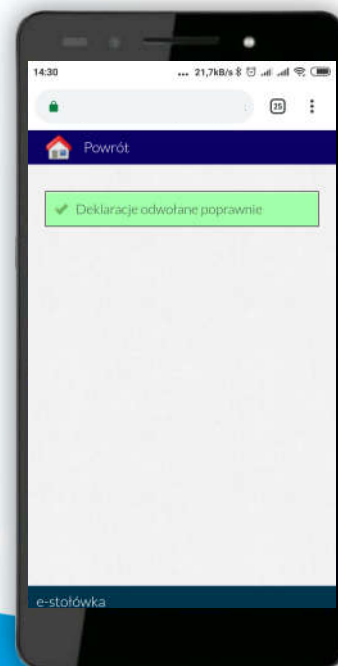 14:30 ... 21,7kB/s
25
Powrót
Deklaracje odwołane poprawnie
e-stołówka